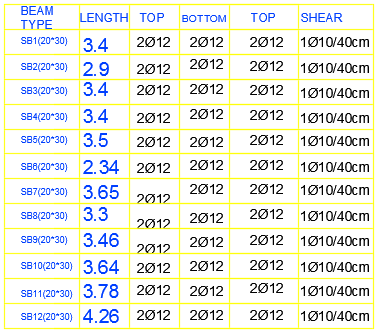 BEAM TYPE LENGTH TOP BOTTOM TOP SHEAR
SB1(20*30) 3.4 2Ø12 2Ø12 2Ø12 1Ø10/40cm
SB2(20*30) 2.9 2Ø12 2Ø12 2Ø12 1Ø10/40cm
SB3(20*30) 3.4 2Ø12 2Ø12 2Ø12 1Ø10/40cm
SB4(20*30) 3.4 2Ø12 2Ø12 2Ø12 1Ø10/40cm
SB5(20*30) 3.5 2Ø12 2Ø12 2Ø12 1Ø10/40cm
SB6(20*30) 2.34 2Ø12 2Ø12 2Ø12 1Ø10/40cm
SB7(20*30) 3.65 2Ø12 2Ø12 2Ø12 1Ø10/40cm
SB8(20*30) 3.3 2Ø12 2Ø12 2Ø12 1Ø10/40cm
SB9(20*30) 3.46 2Ø12 2Ø12 2Ø12 1Ø10/40cm
SB10(20*30) 3.64 2Ø12 2Ø12 2Ø12 1Ø10/40cm
SB11(20*30) 3.78 2Ø12 2Ø12 2Ø12 1Ø10/40cm
SB12(20*30) 4.26 2Ø12 2Ø12 2Ø12 1Ø10/40cm